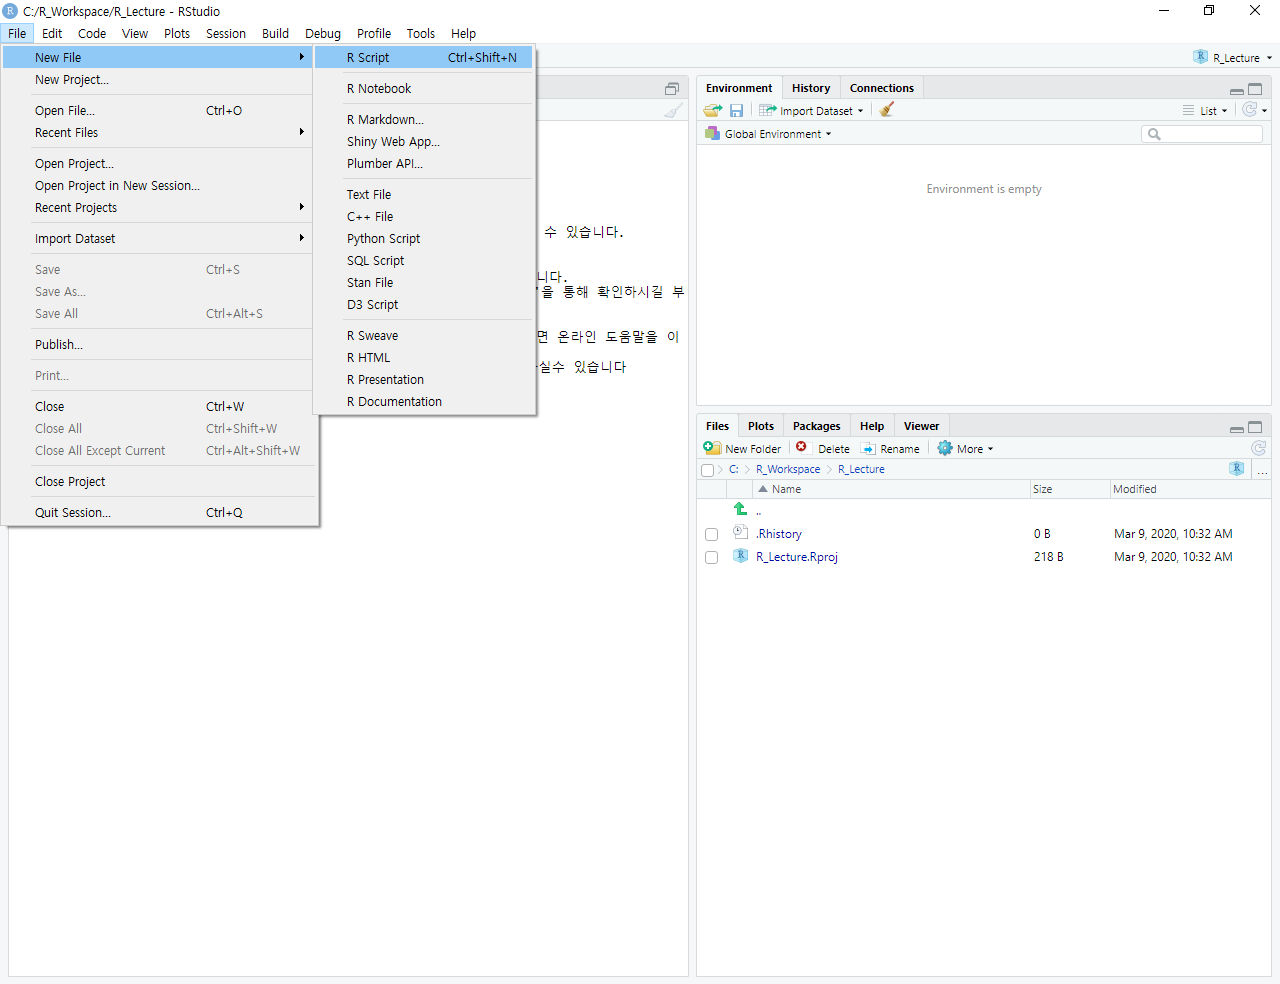 C:/R_Workspace/R_Lecture - RStudio
File Edit Code View Plots Session Build Debug Profile Tools Help
New File
New Project...
Open File... Ctrl+O
Recent Files
Open Project...
Open Project in New Session...
Recent Projects
Import Dataset
Save Ctrl+S
Save As...
Save All Ctrl+Alt+S
Publish...
Print...
Close Ctrl+W
Close All Ctrl+Shift+W
Close All Except Current Ctrl+Alt+Shift+W
Close Project
Quit Session... Ctrl+Q
R Script Ctrl+Shift+N
R Notebook
R Markdown...
Shiny Web App...
Plumber API...
Text File
C++ File
Python Script
SQL Script
Stan File
D3 Script
R Sweave
R HTML
R Presentation
R Documentation
수 있습니다.
니다.
'을 통해 확인하시길 부
면 온라인 도움말을 이
실수 있습니다
R_Lecture
Environment History Connections
Import Dataset List
Global Environment
Environment is empty
Files Plots Packages Help Viewer
New Folder Delete Rename More
C: R_Workspace R_Lecture ...
Name Size Modified
..
.Rhistory 0 B Mar 9, 2020, 10:32 AM
R_Lecture.Rproj 218 B Mar 9, 2020, 10:32 AM